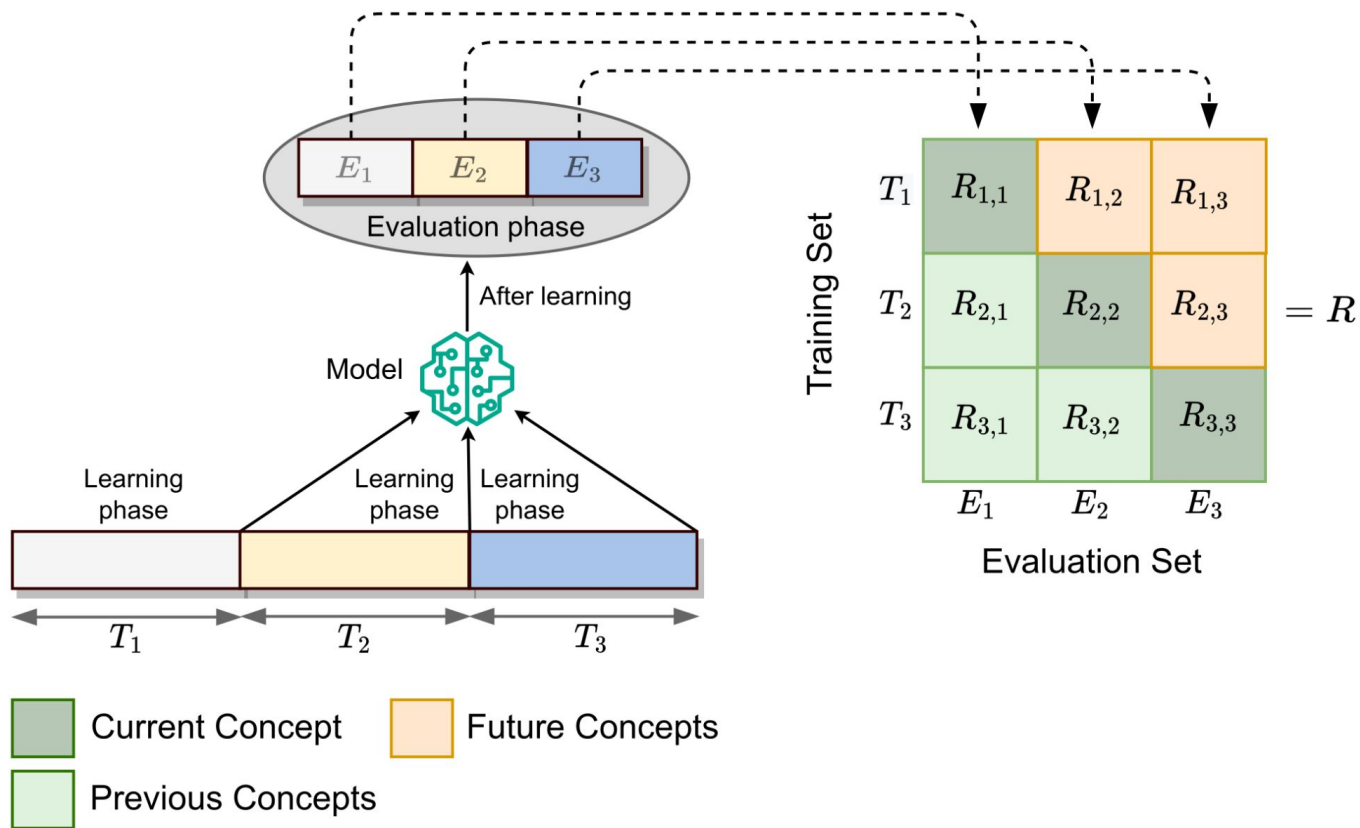 E₁ E₂ E₃
Evaluation phase
After learning
Model
Learning
phase
Learning
phase
Learning
phase
T₁ T₂ T₃
Training Set
T₁ R₁,₁ R₁,₂ R₁,₃
T₂ R₂,₁ R₂,₂ R₂,₃ = R
T₃ R₃,₁ R₃,₂ R₃,₃
E₁ E₂ E₃
Evaluation Set
Current Concept
Future Concepts
Previous Concepts